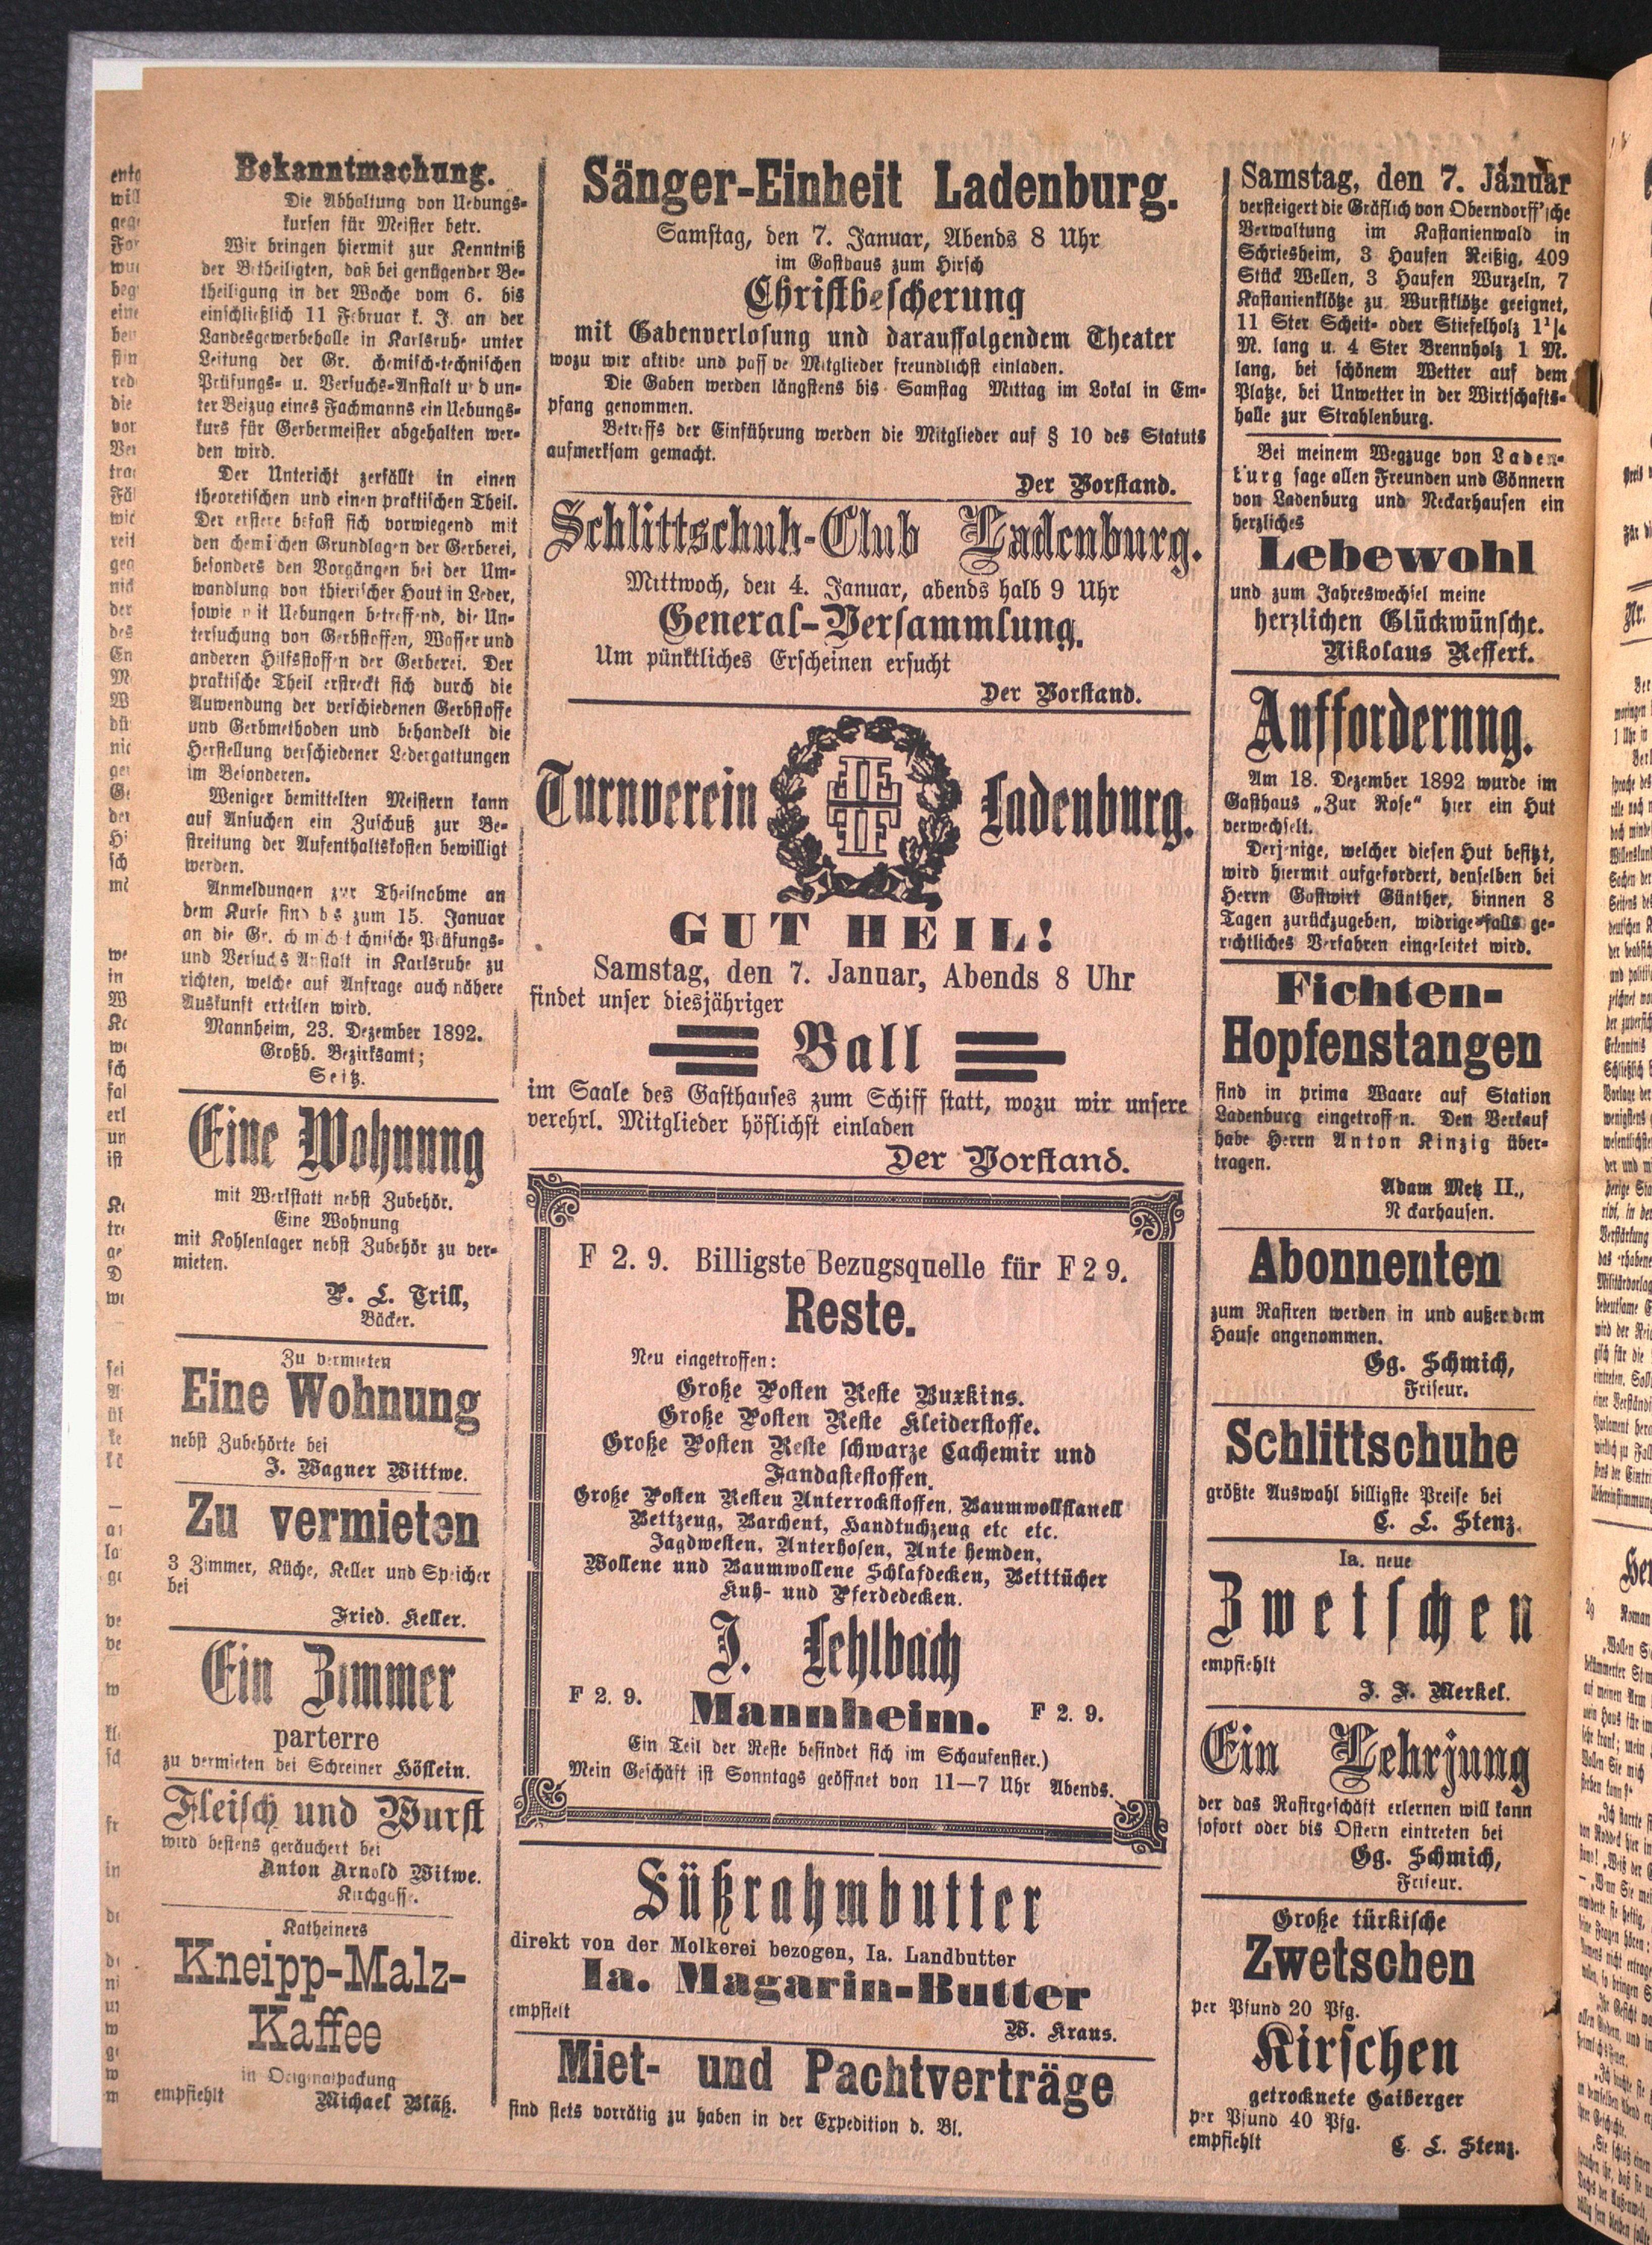 Bekanntmachung.
Die Abhaltung von Uebungs-
kursen für Meister betr.
Wir bringen hiermit zur Kenntniß
der Betheiligten, daß bei genügender Be-
theiligung in der Woche vom 6. bis
einschließlich 11 Februar k. J. an der
Landesgewerbehalle in Karlsruhe unter
Leitung der Gr. chemisch-technischen
Prüfungs- u. Versuchs-Anstalt und un-
ter Beizug eines Fachmanns ein Uebungs-
kurs für Gerbermeister abgehalten wer-
den wird.
Der Untericht zerfällt in einen
theoretischen und einen praktischen Theil.
Der erstere befast sich vorwiegend mit
den chemischen Grundlagen der Gerberei,
besonders den Vorgängen bei der Um-
wandlung von thierischer Haut in Leder,
sowie mit Uebungen betreffend, die Un-
tersuchung von Gerbstoffen, Wasser und
anderen Hilfsstoffen der Gerberei. Der
praktische Theil erstreckt sich durch die
Anwendung der verschiedenen Gerbstoffe
und Gerbmethoden und behandelt die
Herstellung verschiedener Ledergattungen
im Besonderen.
Weniger bemittelten Meistern kann
auf Ansuchen ein Zuschuß zur Be-
streitung der Aufenthaltskosten bewilligt
werden.
Anmeldungen zur Theilnahme an
dem Kurse sind bis zum 15. Januar
an die Gr. chemisch-technische Prüfungs-
und Versuchs Anstalt in Karlsruhe zu
richten, welche auf Anfrage auch nähere
Auskunft erteilen wird.
Mannheim, 23. Dezember 1892.
Großh. Bezirksamt;
Seitz.
Eine Wohnung
mit Werkstatt nebst Zubehör.
Eine Wohnung
mit Kohlenlager nebst Zubehör zu ver-
mieten.
P. L. Trill,
Bäcker.
Zu vermieten
Eine Wohnung
nebst Zubehörte bei
J. Wagner Wittwe.
Zu vermieten
3 Zimmer, Küche, Keller und Speicher
bei
Fried. Keller.
Ein Zimmer
parterre
zu vermieten bei Schreiner Höflein.
Fleisch und Wurst
wird bestens geräuchert bei
Anton Arnold Witwe.
Kirchgasse.
Katheiners
Kneipp-Malz-
Kaffee
in Originalpackung
empfiehlt Michael Bläß.
Sänger-Einheit Ladenburg.
Samstag, den 7. Januar, Abends 8 Uhr
im Gasthaus zum Hirsch
Christbescherung
mit Gabenverlosung und darauffolgendem Theater
wozu wir aktive und passive Mitglieder freundlichst einladen.
Die Gaben werden längstens bis Samstag Mittag im Lokal in Em-
pfang genommen.
Betreffs der Einführung werden die Mitglieder auf § 10 des Statuts
aufmerksam gemacht.
Der Vorstand.
Schlittschuh-Club Ladenburg.
Mittwoch, den 4. Januar, abends halb 9 Uhr
General-Versammlung.
Um pünktliches Erscheinen ersucht
Der Vorstand.
Turnverein Ladenburg.
GUT HEIL!
Samstag, den 7. Januar, Abends 8 Uhr
findet unser diesjähriger
Ball
im Saale des Gasthauses zum Schiff statt, wozu wir unsere
verehrl. Mitglieder höflichst einladen
Der Vorstand.
F 2. 9. Billigste Bezugsquelle für F 2 9.
Reste.
Neu eingetroffen:
Große Posten Reste Buxkins.
Große Posten Reste Kleiderstoffe.
Große Posten Reste schwarze Cachemir und
Fandasiestoffen.
Große Posten Resten Unterrockstoffen, Baumwollflanell
Bettzeug, Barchent, Handtuchzeug etc etc.
Jagdwesten, Unterhosen, Unte hemden,
Wollene und Baumwollene Schlafdecken, Betttücher
Kuh- und Pferdedecken.
J. Lehlbach
F 2. 9. Mannheim. F 2. 9.
Ein Teil der Reste befindet sich im Schaufenster.)
Mein Geschäft ist Sonntags geöffnet von 11—7 Uhr Abends.
Süßrahmbutter
direkt von der Molkerei bezogen, Ia. Landbutter
Ia. Magarin-Butter
empfielt
W. Kraus.
Miet- und Pachtverträge
sind stets vorrätig zu haben in der Expedition d. Bl.
Samstag, den 7. Januar
versteigert die Gräflich von Oberndorff'sche
Verwaltung im Kastanienwald in
Schriesheim, 3 Haufen Reißig, 409
Stück Wellen, 3 Haufen Wurzeln, 7
Kastanienklötze zu Wurstklötze geeignet,
11 Ster Scheit- oder Stiefelholz 1¼
M. lang u. 4 Ster Brennholz 1 M.
lang, bei schönem Wetter auf dem
Platze, bei Unwetter in der Wirtschafts-
halle zur Strahlenburg.
Bei meinem Wegzuge von Laden-
burg sage allen Freunden und Gönnern
von Ladenburg und Neckarhausen ein
herzliches
Lebewohl
und zum Jahreswechsel meine
herzlichen Glückwünsche.
Nikolaus Reffert.
Aufforderung.
Am 18. Dezember 1892 wurde im
Gasthaus „Zur Rose“ hier ein Hut
verwechselt.
Derjenige, welcher diesen Hut besitzt,
wird hiermit aufgefordert, denselben bei
Herrn Gastwirt Günther, binnen 8
Tagen zurückzugeben, widrigenfalls ge-
richtliches Verfahren eingeleitet wird.
Fichten-
Hopfenstangen
sind in prima Waare auf Station
Ladenburg eingetroffen. Den Verkauf
habe Herrn Anton Kinzig über-
tragen.
Adam Metz II.,
N ckarhausen.
Abonnenten
zum Rasiren werden in und außer dem
Hause angenommen.
Gg. Schmich,
Friseur.
Schlittschuhe
größte Auswahl billigste Preise bei
C. L. Stenz.
Ia. neue
Zwetschen
empfiehlt
J. F. Merkel.
Ein Lehrjung
der das Rasirgeschäft erlernen will kann
sofort oder bis Ostern eintreten bei
Gg. Schmich,
Friseur.
Große türkische
Zwetschen
per Pfund 20 Pfg.
Kirschen
getrocknete Gaiberger
per Pfund 40 Pfg.
empfiehlt C. L. Stenz.